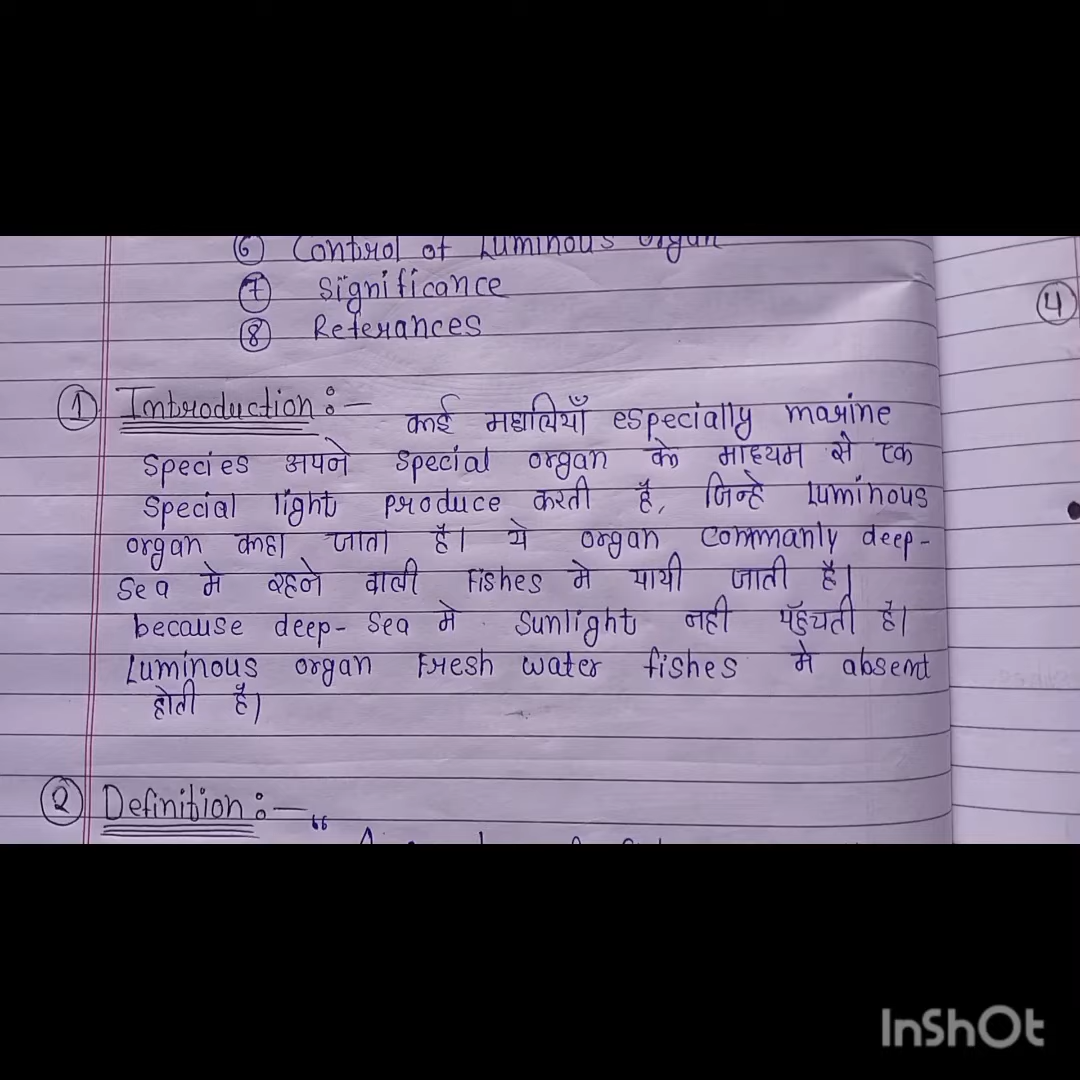 ⑥ Control of Luminous organ
⑦ Significance
⑧ Referances
④
① Introduction :- कई मछलियाँ especially marine
species अपने special organ के माध्यम से एक
special light produce करती है, जिन्हे Luminous
organ कहा जाता है। ये organ commanly deep-
sea मे रहने वाली Fishes मे पायी जाती है।
because deep-sea मे sunlight नही पहुँचती है।
Luminous organ Fresh water fishes मे absent
होती है।
② Definition :- "
InShOt